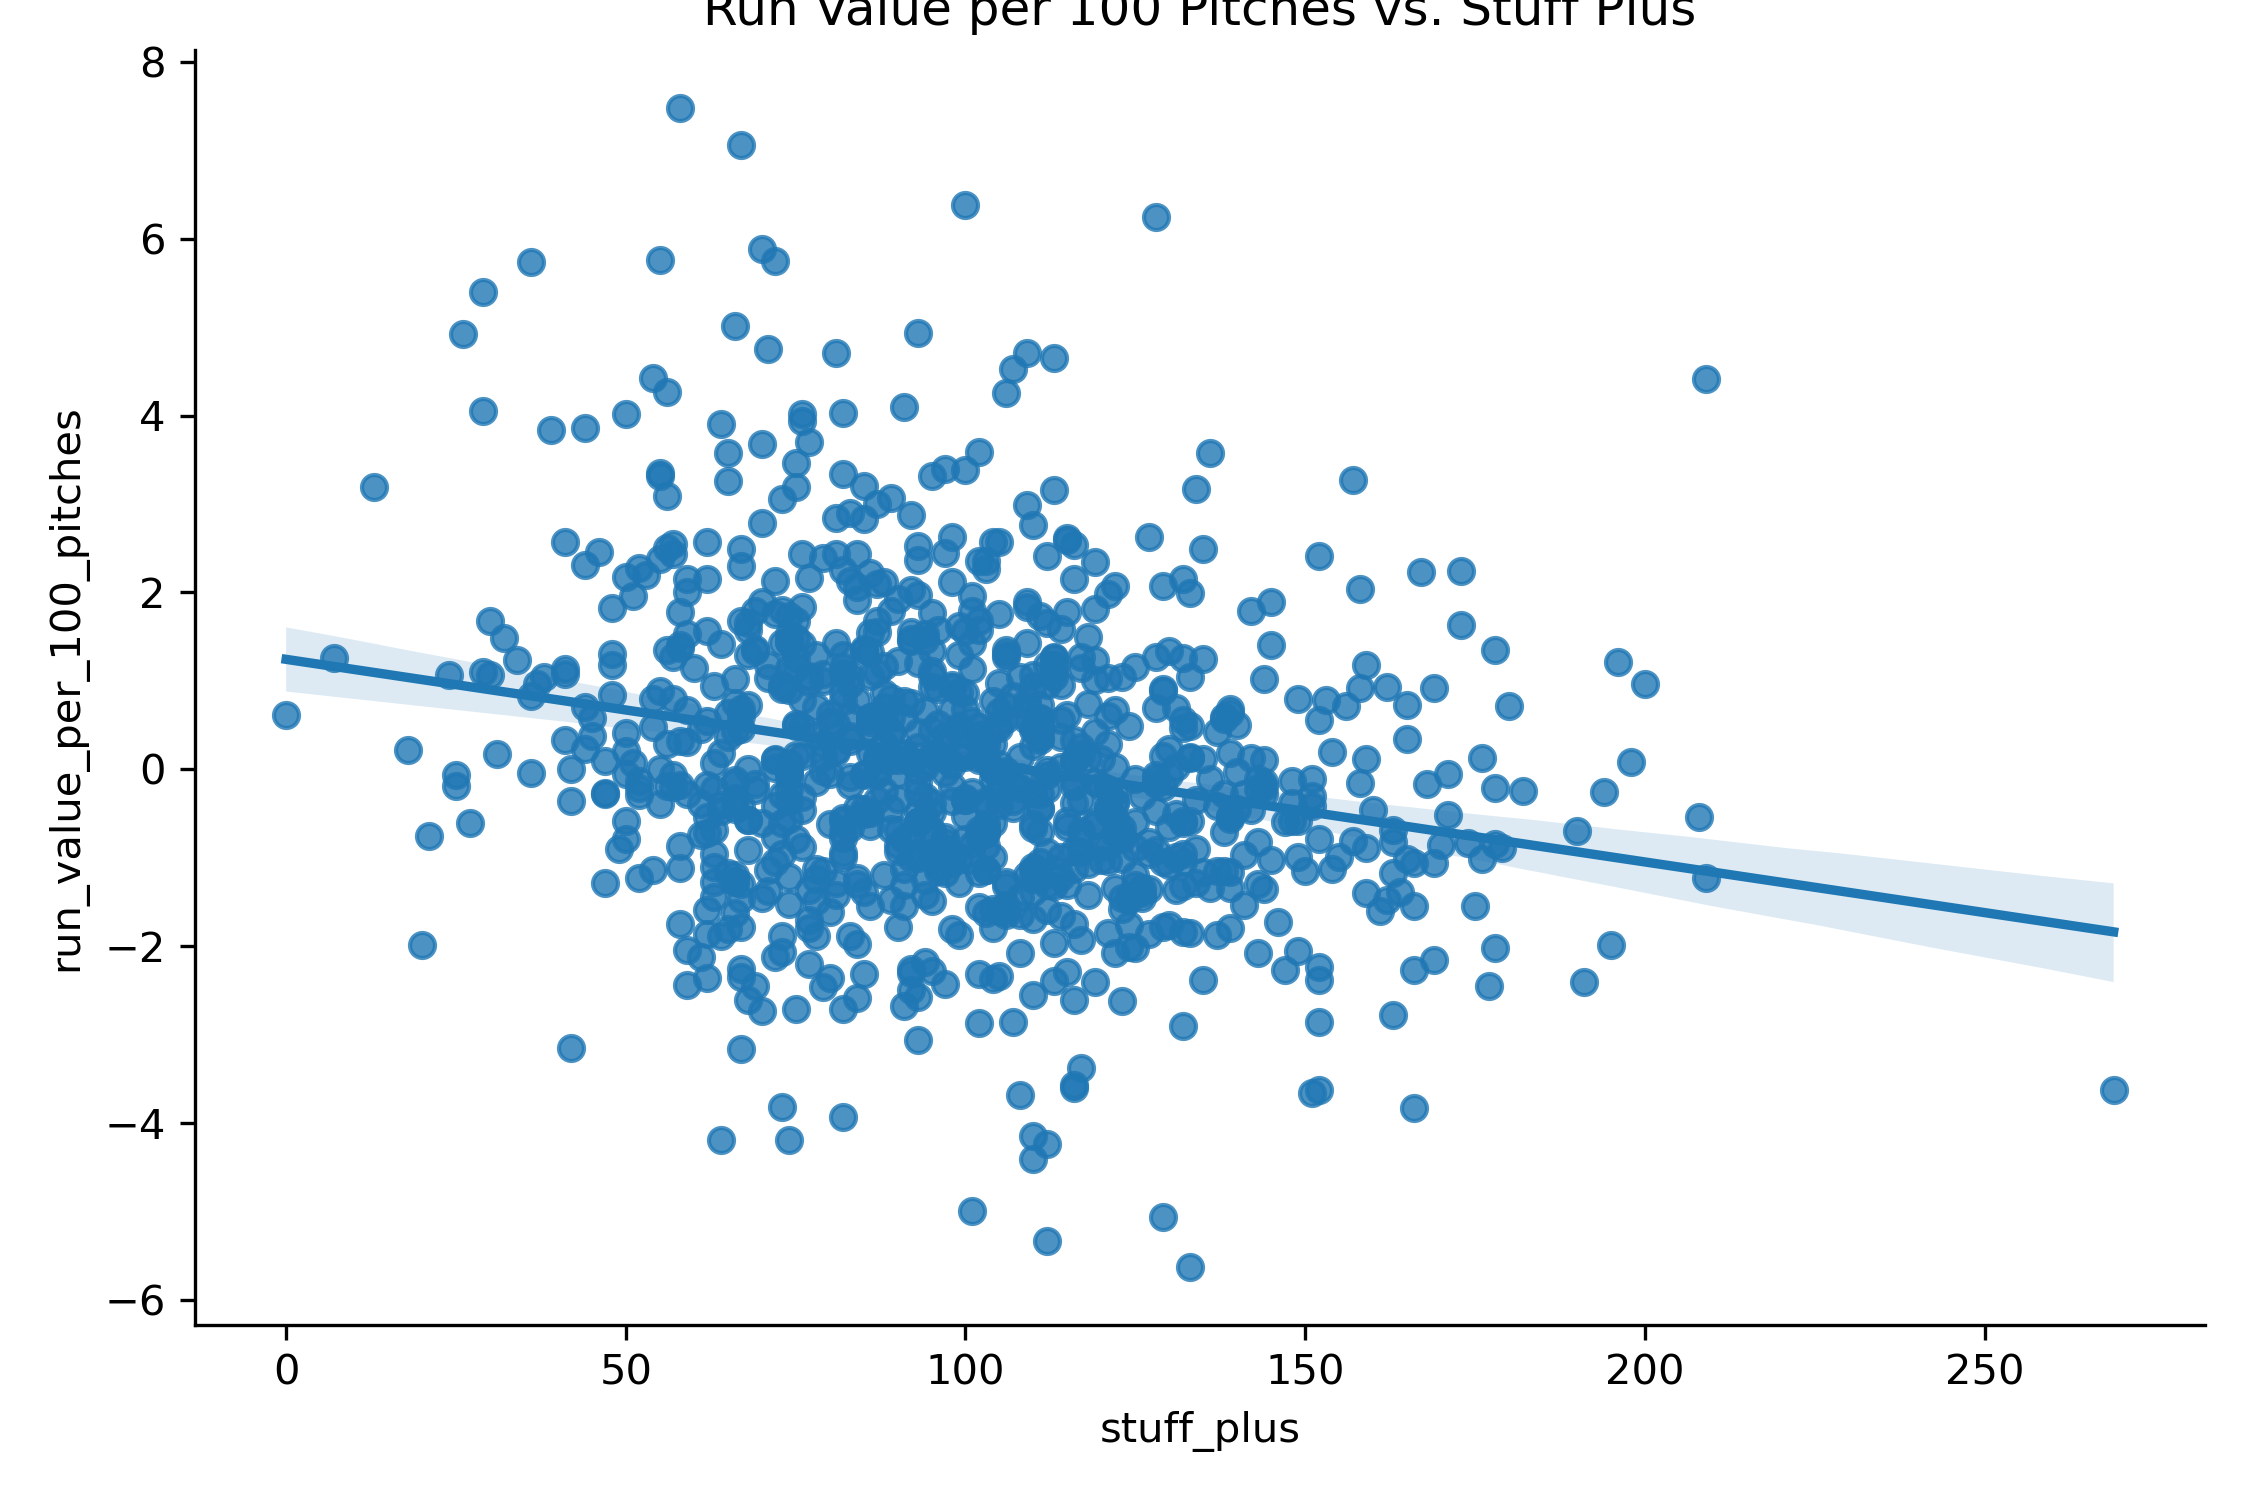 Run Value per 100 Pitches vs. Stuff Plus
8
6
4
2
0
−2
−4
−6
run_value_per_100_pitches
0 50 100 150 200 250
stuff_plus